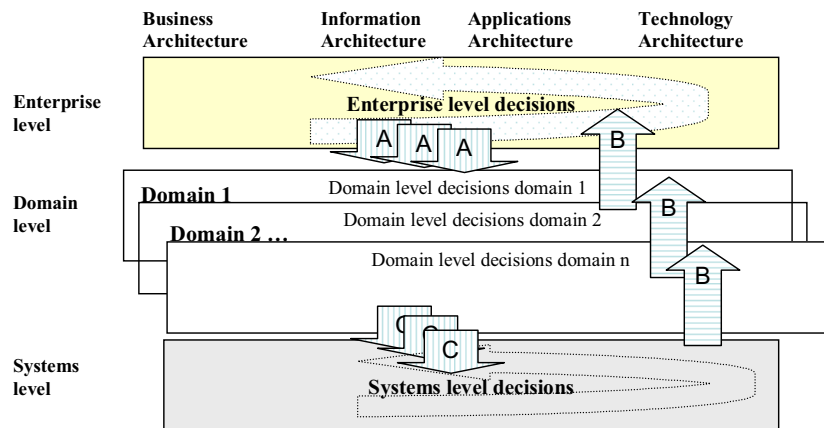 Business Architecture
Information Architecture
Applications Architecture
Technology Architecture
Enterprise level
Enterprise level decisions
A
A
A
B
Domain level
Domain 1
Domain level decisions domain 1
B
Domain level decisions domain 2
Domain 2 …
Domain level decisions domain n
B
C
C
C
Systems level
Systems level decisions